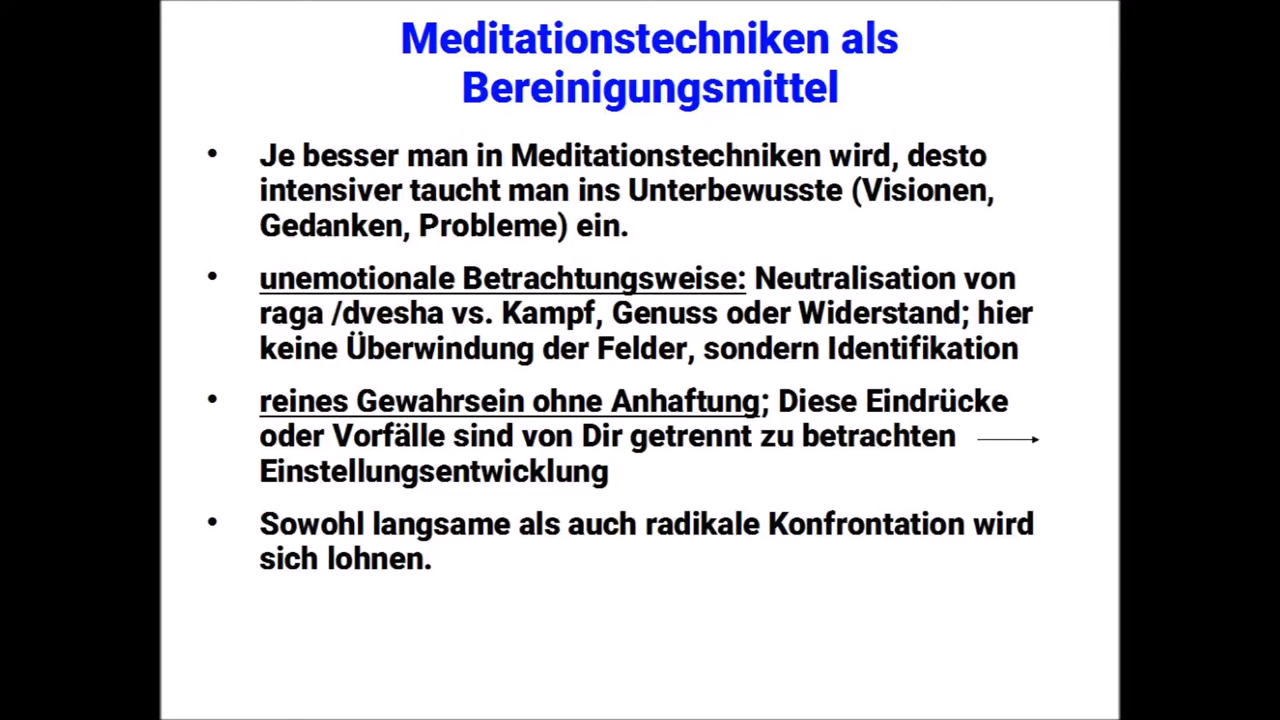 Meditationstechniken als
Bereinigungsmittel
• Je besser man in Meditationstechniken wird, desto
intensiver taucht man ins Unterbewusste (Visionen,
Gedanken, Probleme) ein.
• unemotionale Betrachtungsweise: Neutralisation von
raga /dvesha vs. Kampf, Genuss oder Widerstand; hier
keine Überwindung der Felder, sondern Identifikation
• reines Gewahrsein ohne Anhaftung; Diese Eindrücke
oder Vorfälle sind von Dir getrennt zu betrachten →
Einstellungsentwicklung
• Sowohl langsame als auch radikale Konfrontation wird
sich lohnen.